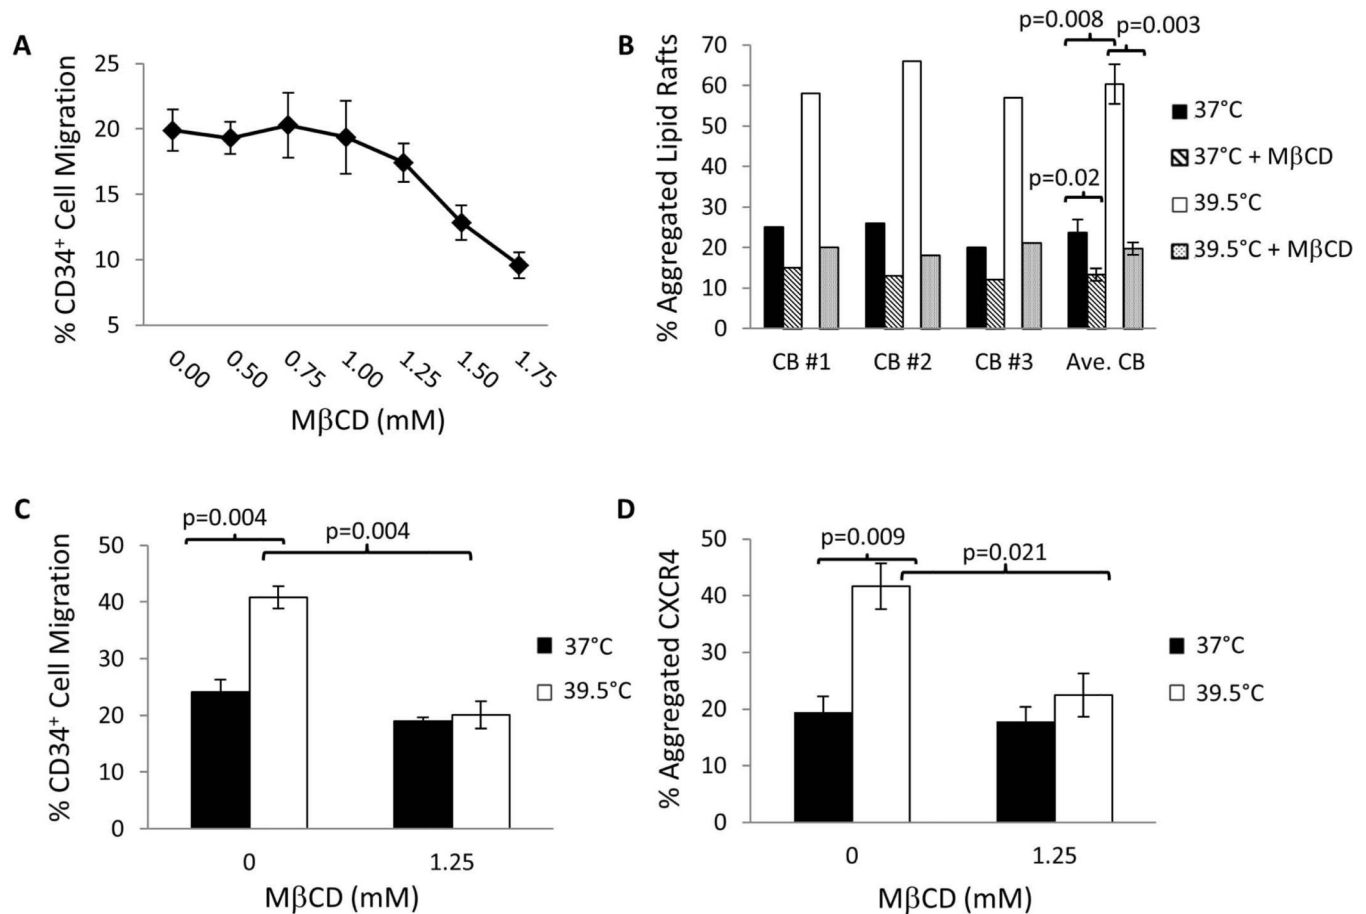 A
% CD34⁺ Cell Migration
25
20
15
10
5
0.00 0.50 0.75 1.00 1.25 1.50 1.75
MβCD (mM)
B
% Aggregated Lipid Rafts
70
60
50
40
30
20
10
0
p=0.008
p=0.003
p=0.02
CB #1 CB #2 CB #3 Ave. CB
37°C
37°C + MβCD
39.5°C
39.5°C + MβCD
C
% CD34⁺ Cell Migration
50
40
30
20
10
0
p=0.004
p=0.004
0 1.25
MβCD (mM)
37°C
39.5°C
D
% Aggregated CXCR4
50
40
30
20
10
0
p=0.009
p=0.021
0 1.25
MβCD (mM)
37°C
39.5°C